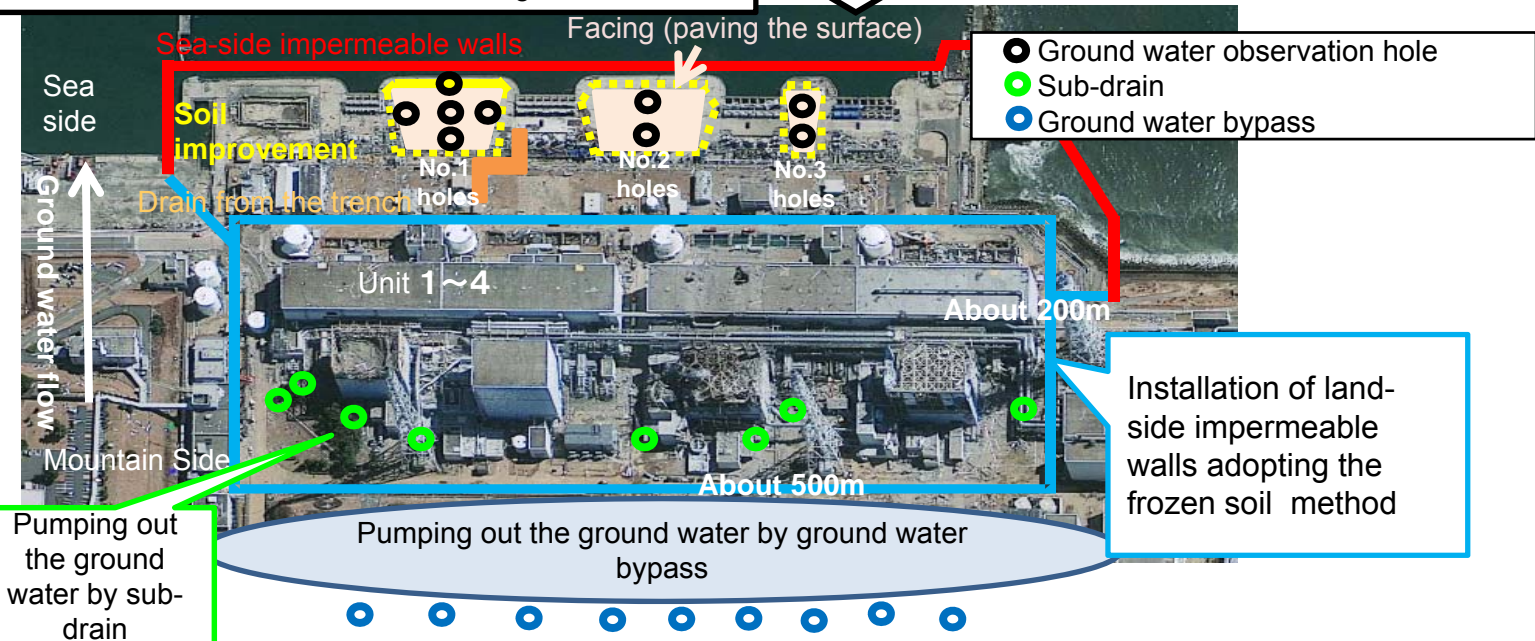 Facing (paving the surface)
Sea-side impermeable walls
Ground water observation hole
Sub-drain
Ground water bypass
Sea
side
Soil
improvement
No.1
holes
No.2
holes
No.3
holes
Drain from the trench
Ground water flow
Unit 1~4
About 200m
Installation of land-
side impermeable
walls adopting the
frozen soil method
Mountain Side
About 500m
Pumping out
the ground
water by sub-
drain
Pumping out the ground water by ground water
bypass